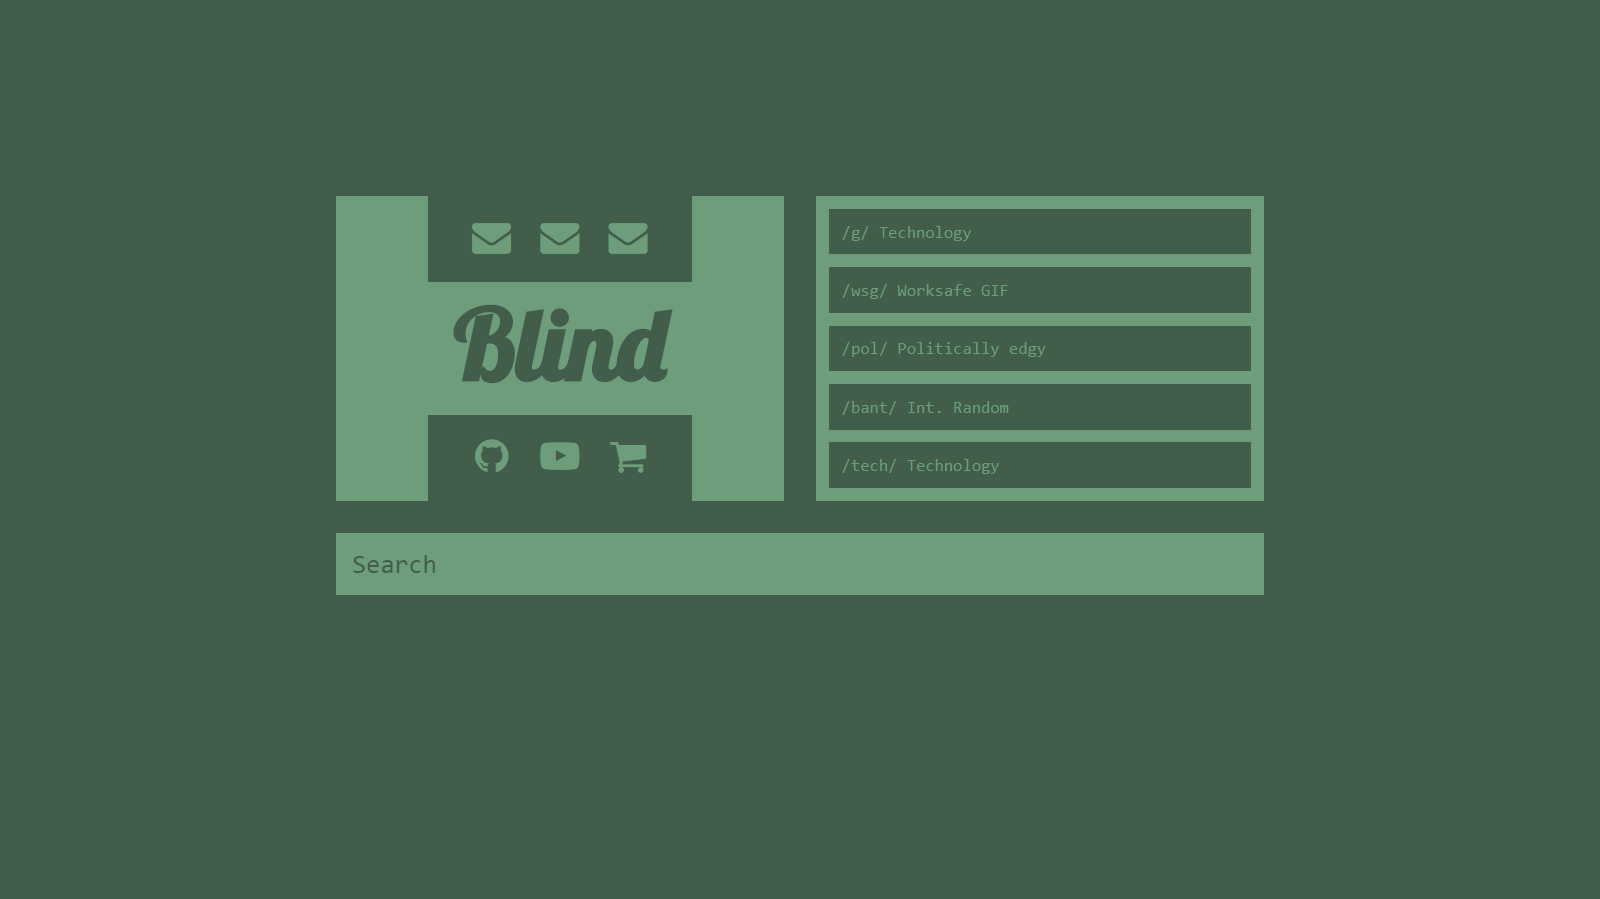 Blind
/g/ Technology
/wsg/ Worksafe GIF
/pol/ Politically edgy
/bant/ Int. Random
/tech/ Technology
Search